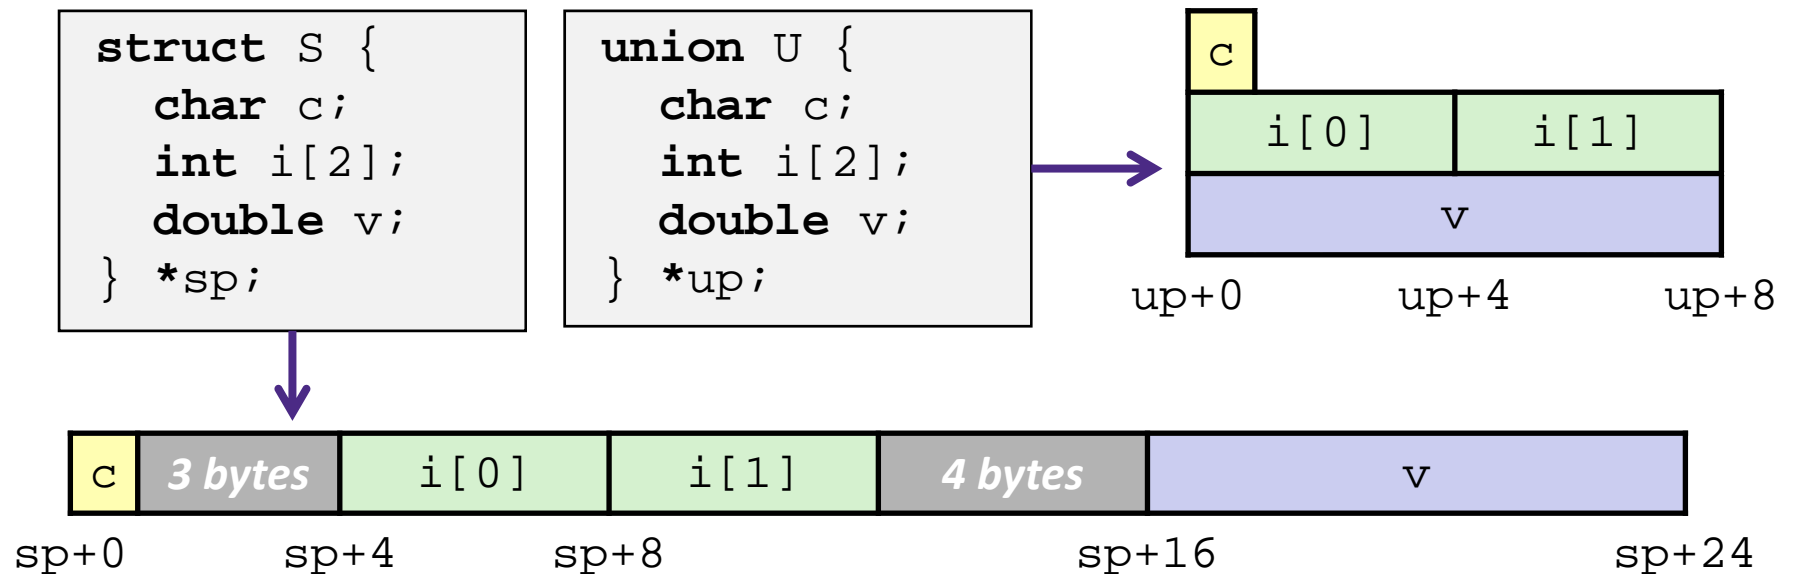 struct S {
char c;
int i[2];
double v;
} *sp;
union U {
char c;
int i[2];
double v;
} *up;
c
i[0] i[1]
v
up+0 up+4 up+8
c 3 bytes i[0] i[1] 4 bytes v
sp+0 sp+4 sp+8 sp+16 sp+24